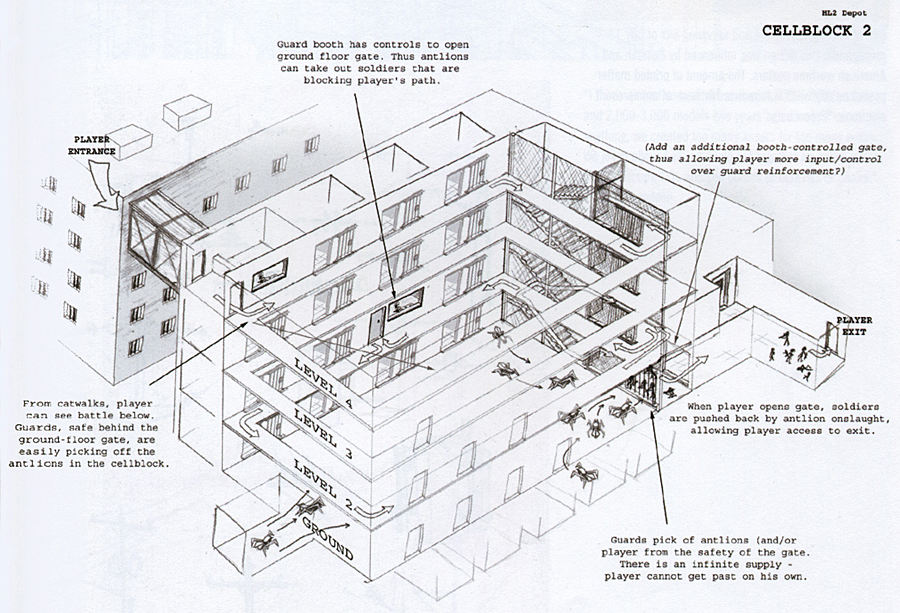 HL2 Depot
CELLBLOCK 2
Guard booth has controls to open
ground floor gate. Thus antlions
can take out soldiers that are
blocking player's path.
PLAYER
ENTRANCE
(Add an additional booth-controlled gate,
thus allowing player more input/control
over guard reinforcement?)
PLAYER
EXIT
From catwalks, player
can see battle below.
Guards, safe behind the
ground-floor gate, are
easily picking off the
antlions in the cellblock.
LEVEL 4
LEVEL 3
LEVEL 2
GROUND
When player opens gate, soldiers
are pushed back by antlion onslaught,
allowing player access to exit.
Guards pick of antlions (and/or
player from the safety of the gate.
There is an infinite supply -
player cannot get past on his own.